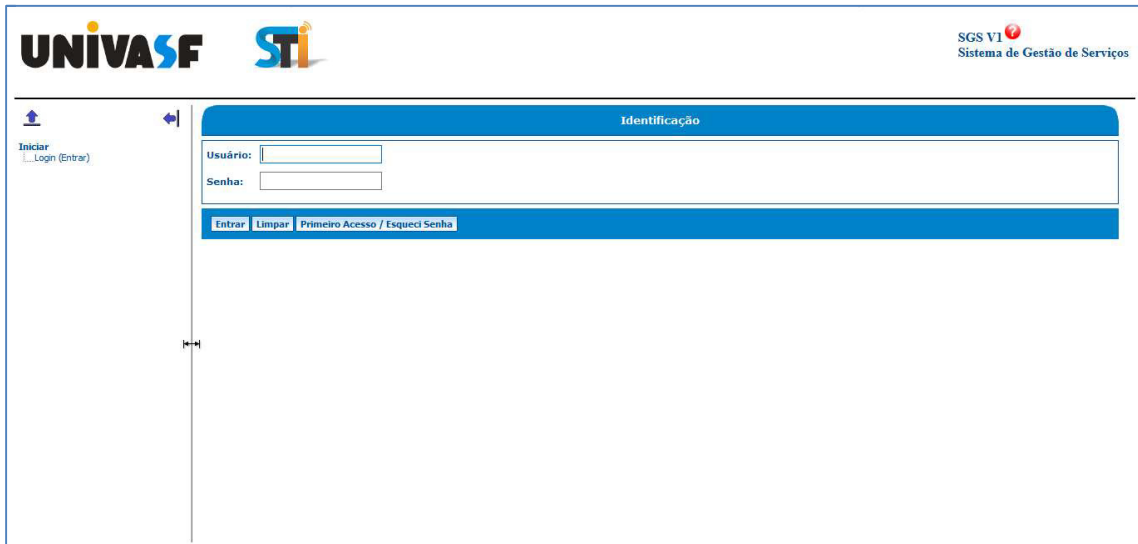 UNIVASF STi
SGS V1 ?
Sistema de Gestão de Serviços
Iniciar
Login (Entrar)
Identificação
Usuário:
Senha:
Entrar Limpar Primeiro Acesso / Esqueci Senha